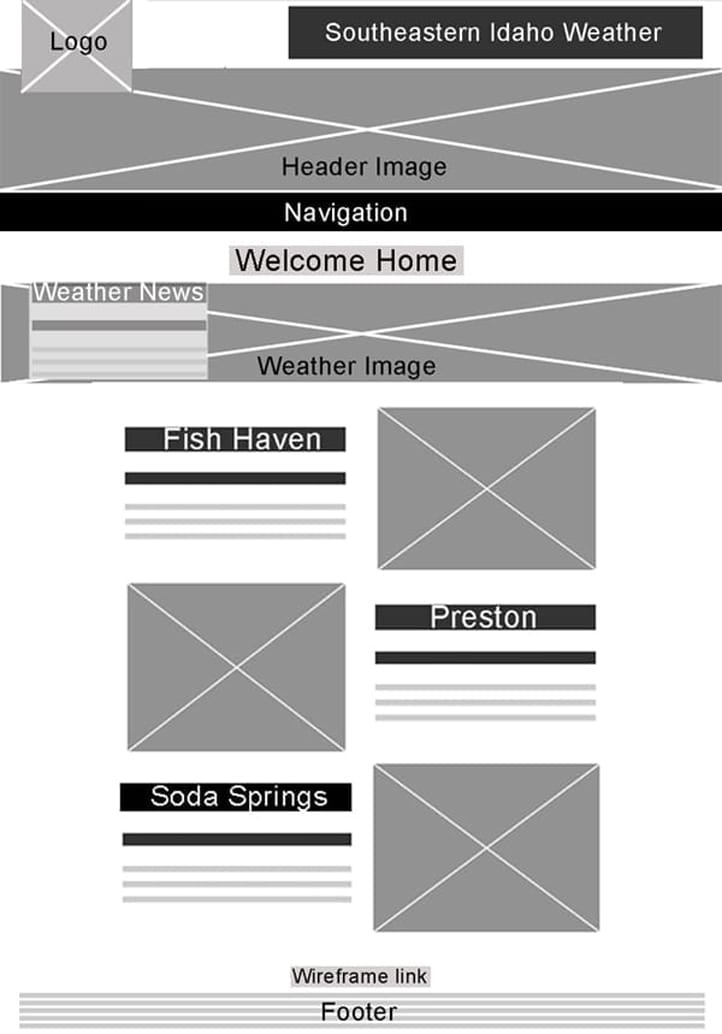 Logo
Southeastern Idaho Weather
Header Image
Navigation
Welcome Home
Weather News
Weather Image
Fish Haven
Preston
Soda Springs
Wireframe link
Footer